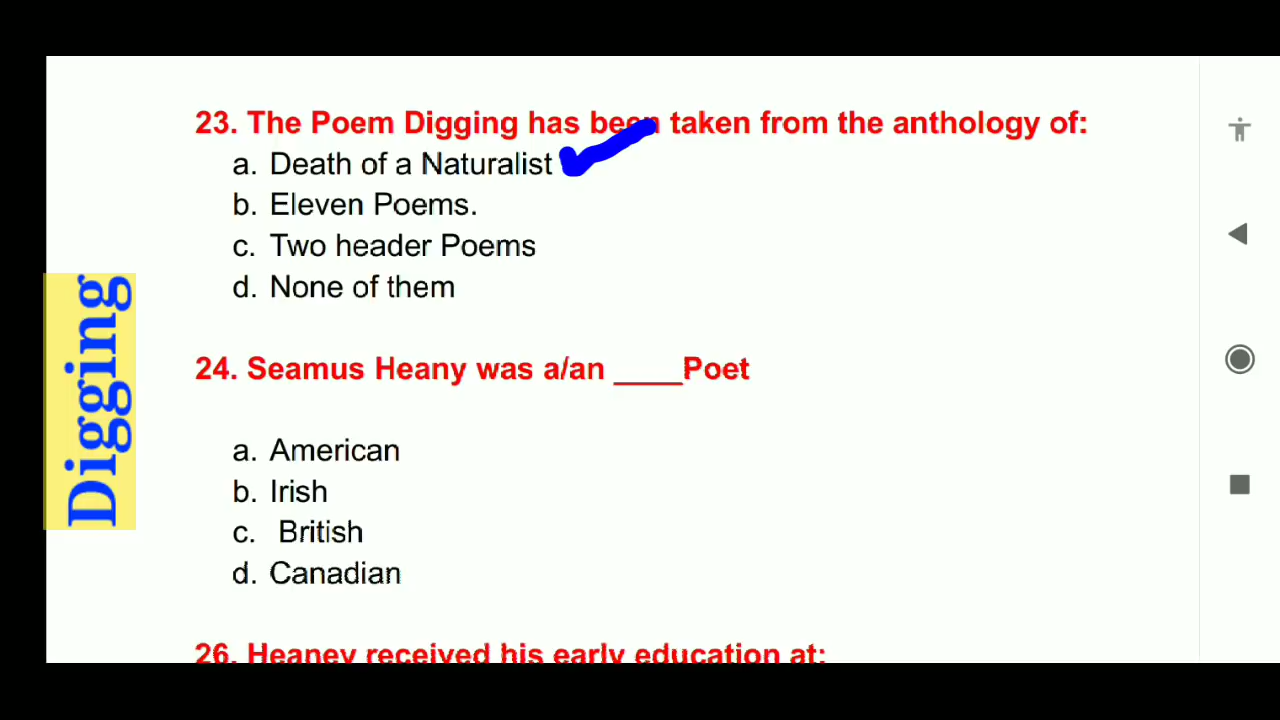 23. The Poem Digging has been taken from the anthology of:
a. Death of a Naturalist
b. Eleven Poems.
c. Two header Poems
d. None of them
Digging
24. Seamus Heany was a/an ____Poet
a. American
b. Irish
c. British
d. Canadian
26. Heaney received his early education at: